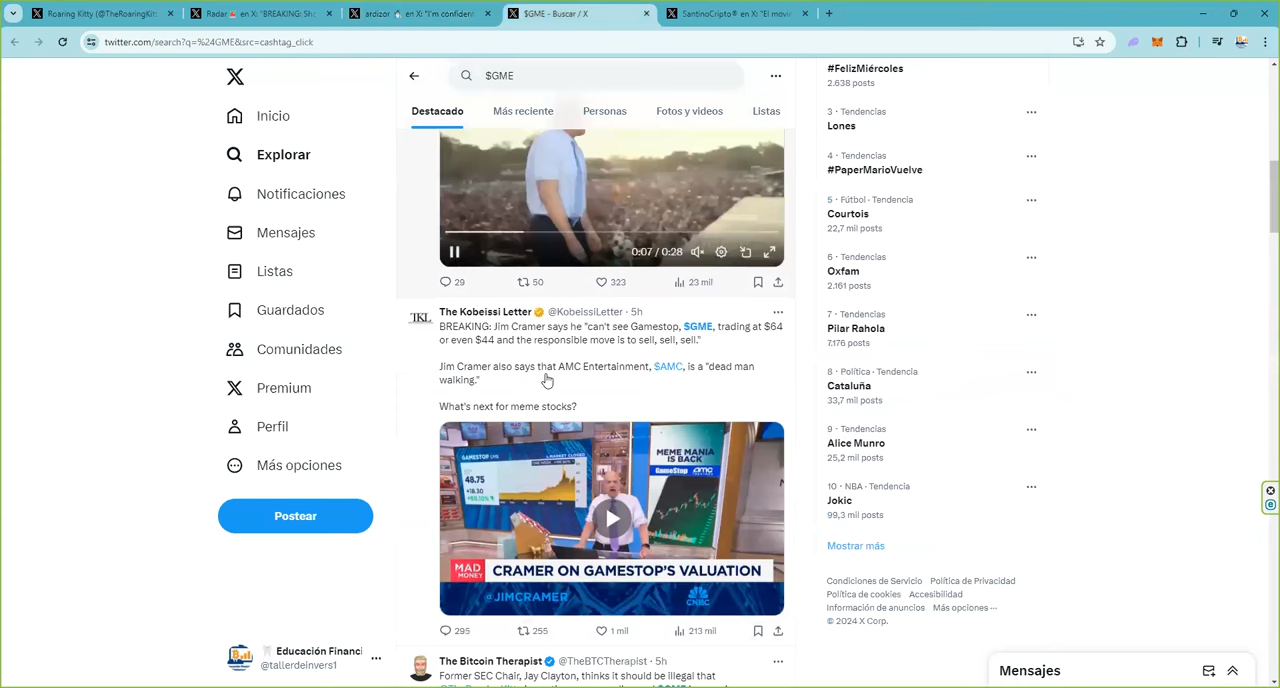 Roaring Kitty (@TheRoaringKitt
Radar🚨 en X: "BREAKING: Sho
ardizor 🧙 en X: "I'm confident
$GME - Buscar / X
SantinoCripto® en X: "El movir
twitter.com/search?q=%24GME&src=cashtag_click
Inicio
Explorar
Notificaciones
Mensajes
Listas
Guardados
Comunidades
Premium
Perfil
Más opciones
Postear
Educación Financi
@tallerdeinvers1
$GME
Destacado Más reciente Personas Fotos y videos Listas
0:07 / 0:28
29 50 323 23 mil
The Kobeissi Letter @KobeissiLetter · 5h
BREAKING: Jim Cramer says he "can't see Gamestop, $GME, trading at $64
or even $44 and the responsible move is to sell, sell, sell."
Jim Cramer also says that AMC Entertainment, $AMC, is a "dead man
walking."
What's next for meme stocks?
TKL
48.75
+18.30
MEME MANIA
IS BACK
GameStop amc
MAD
MONEY
CRAMER ON GAMESTOP'S VALUATION
@JIMCRAMER
CNBC
295 255 1 mil 213 mil
The Bitcoin Therapist @TheBTCTherapist · 5h
Former SEC Chair, Jay Clayton, thinks it should be illegal that
#FelizMiércoles
2.638 posts
3 · Tendencias
Lones
4 · Tendencias
#PaperMarioVuelve
5 · Fútbol · Tendencia
Courtois
22,7 mil posts
6 · Tendencias
Oxfam
2.161 posts
7 · Tendencias
Pilar Rahola
7.176 posts
8 · Política · Tendencia
Cataluña
33,7 mil posts
9 · Tendencias
Alice Munro
25,2 mil posts
10 · NBA · Tendencia
Jokic
99,3 mil posts
Mostrar más
Condiciones de Servicio Política de Privacidad
Política de cookies Accesibilidad
Información de anuncios Más opciones ···
© 2024 X Corp.
Mensajes